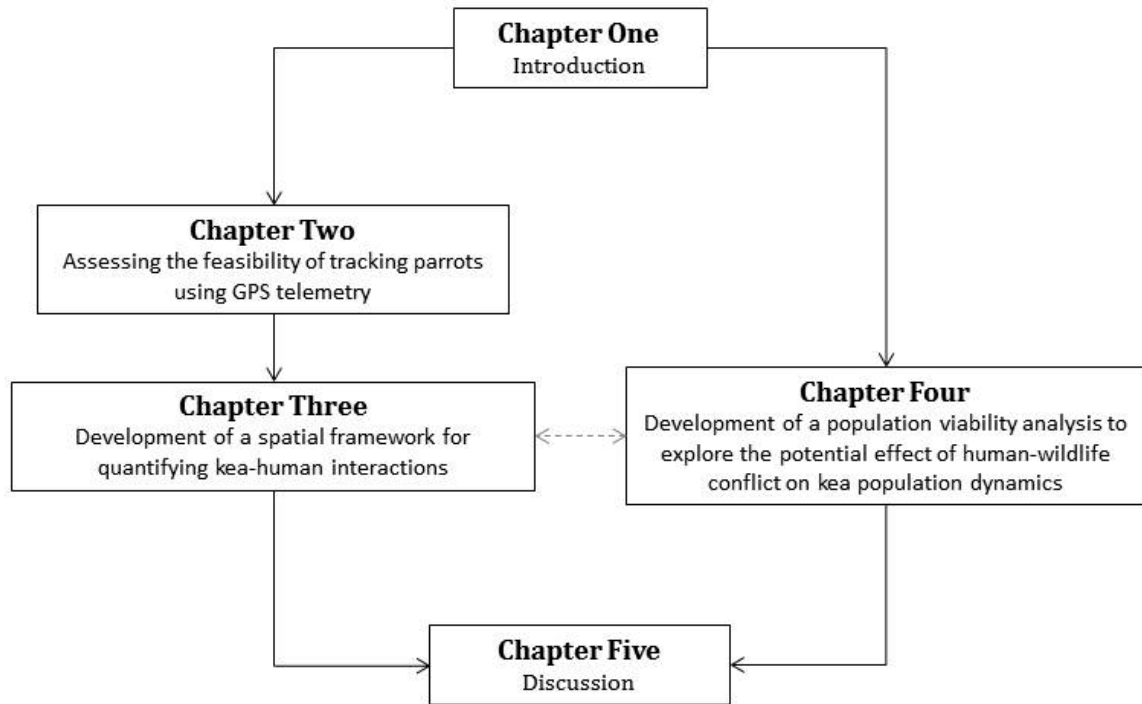 Chapter One
Introduction
Chapter Two
Assessing the feasibility of tracking parrots
using GPS telemetry
Chapter Three
Development of a spatial framework for
quantifying kea-human interactions
Chapter Four
Development of a population viability analysis to
explore the potential effect of human-wildlife
conflict on kea population dynamics
Chapter Five
Discussion